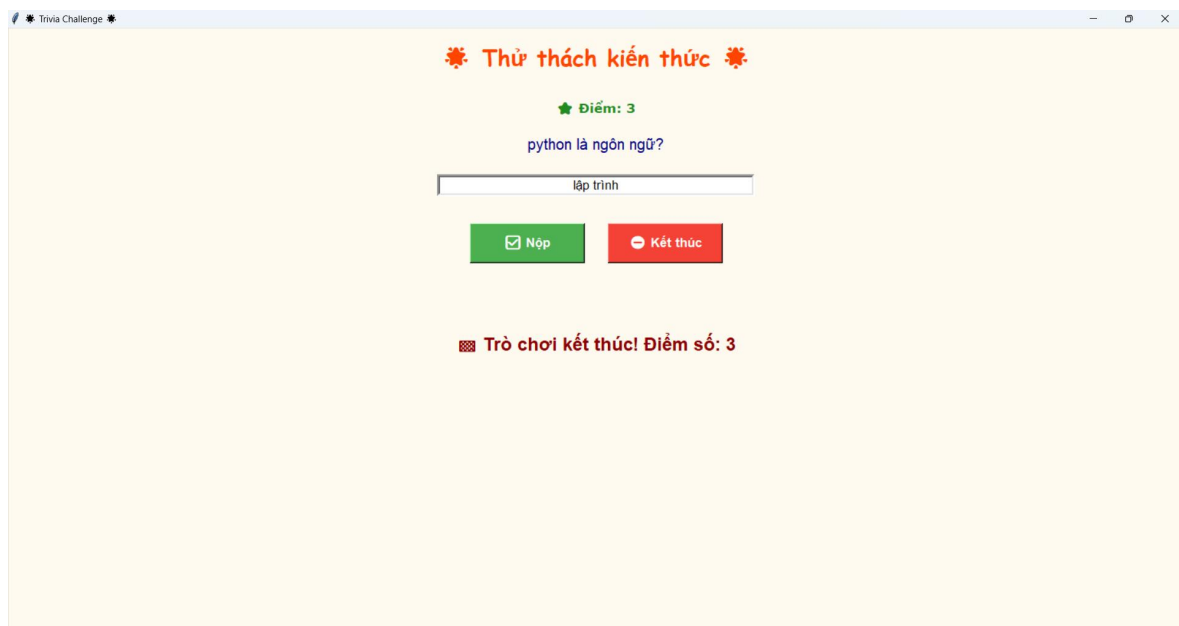 Trivia Challenge
Thử thách kiến thức
Điểm: 3
python là ngôn ngữ?
lập trình
Nộp
Kết thúc
Trò chơi kết thúc! Điểm số: 3